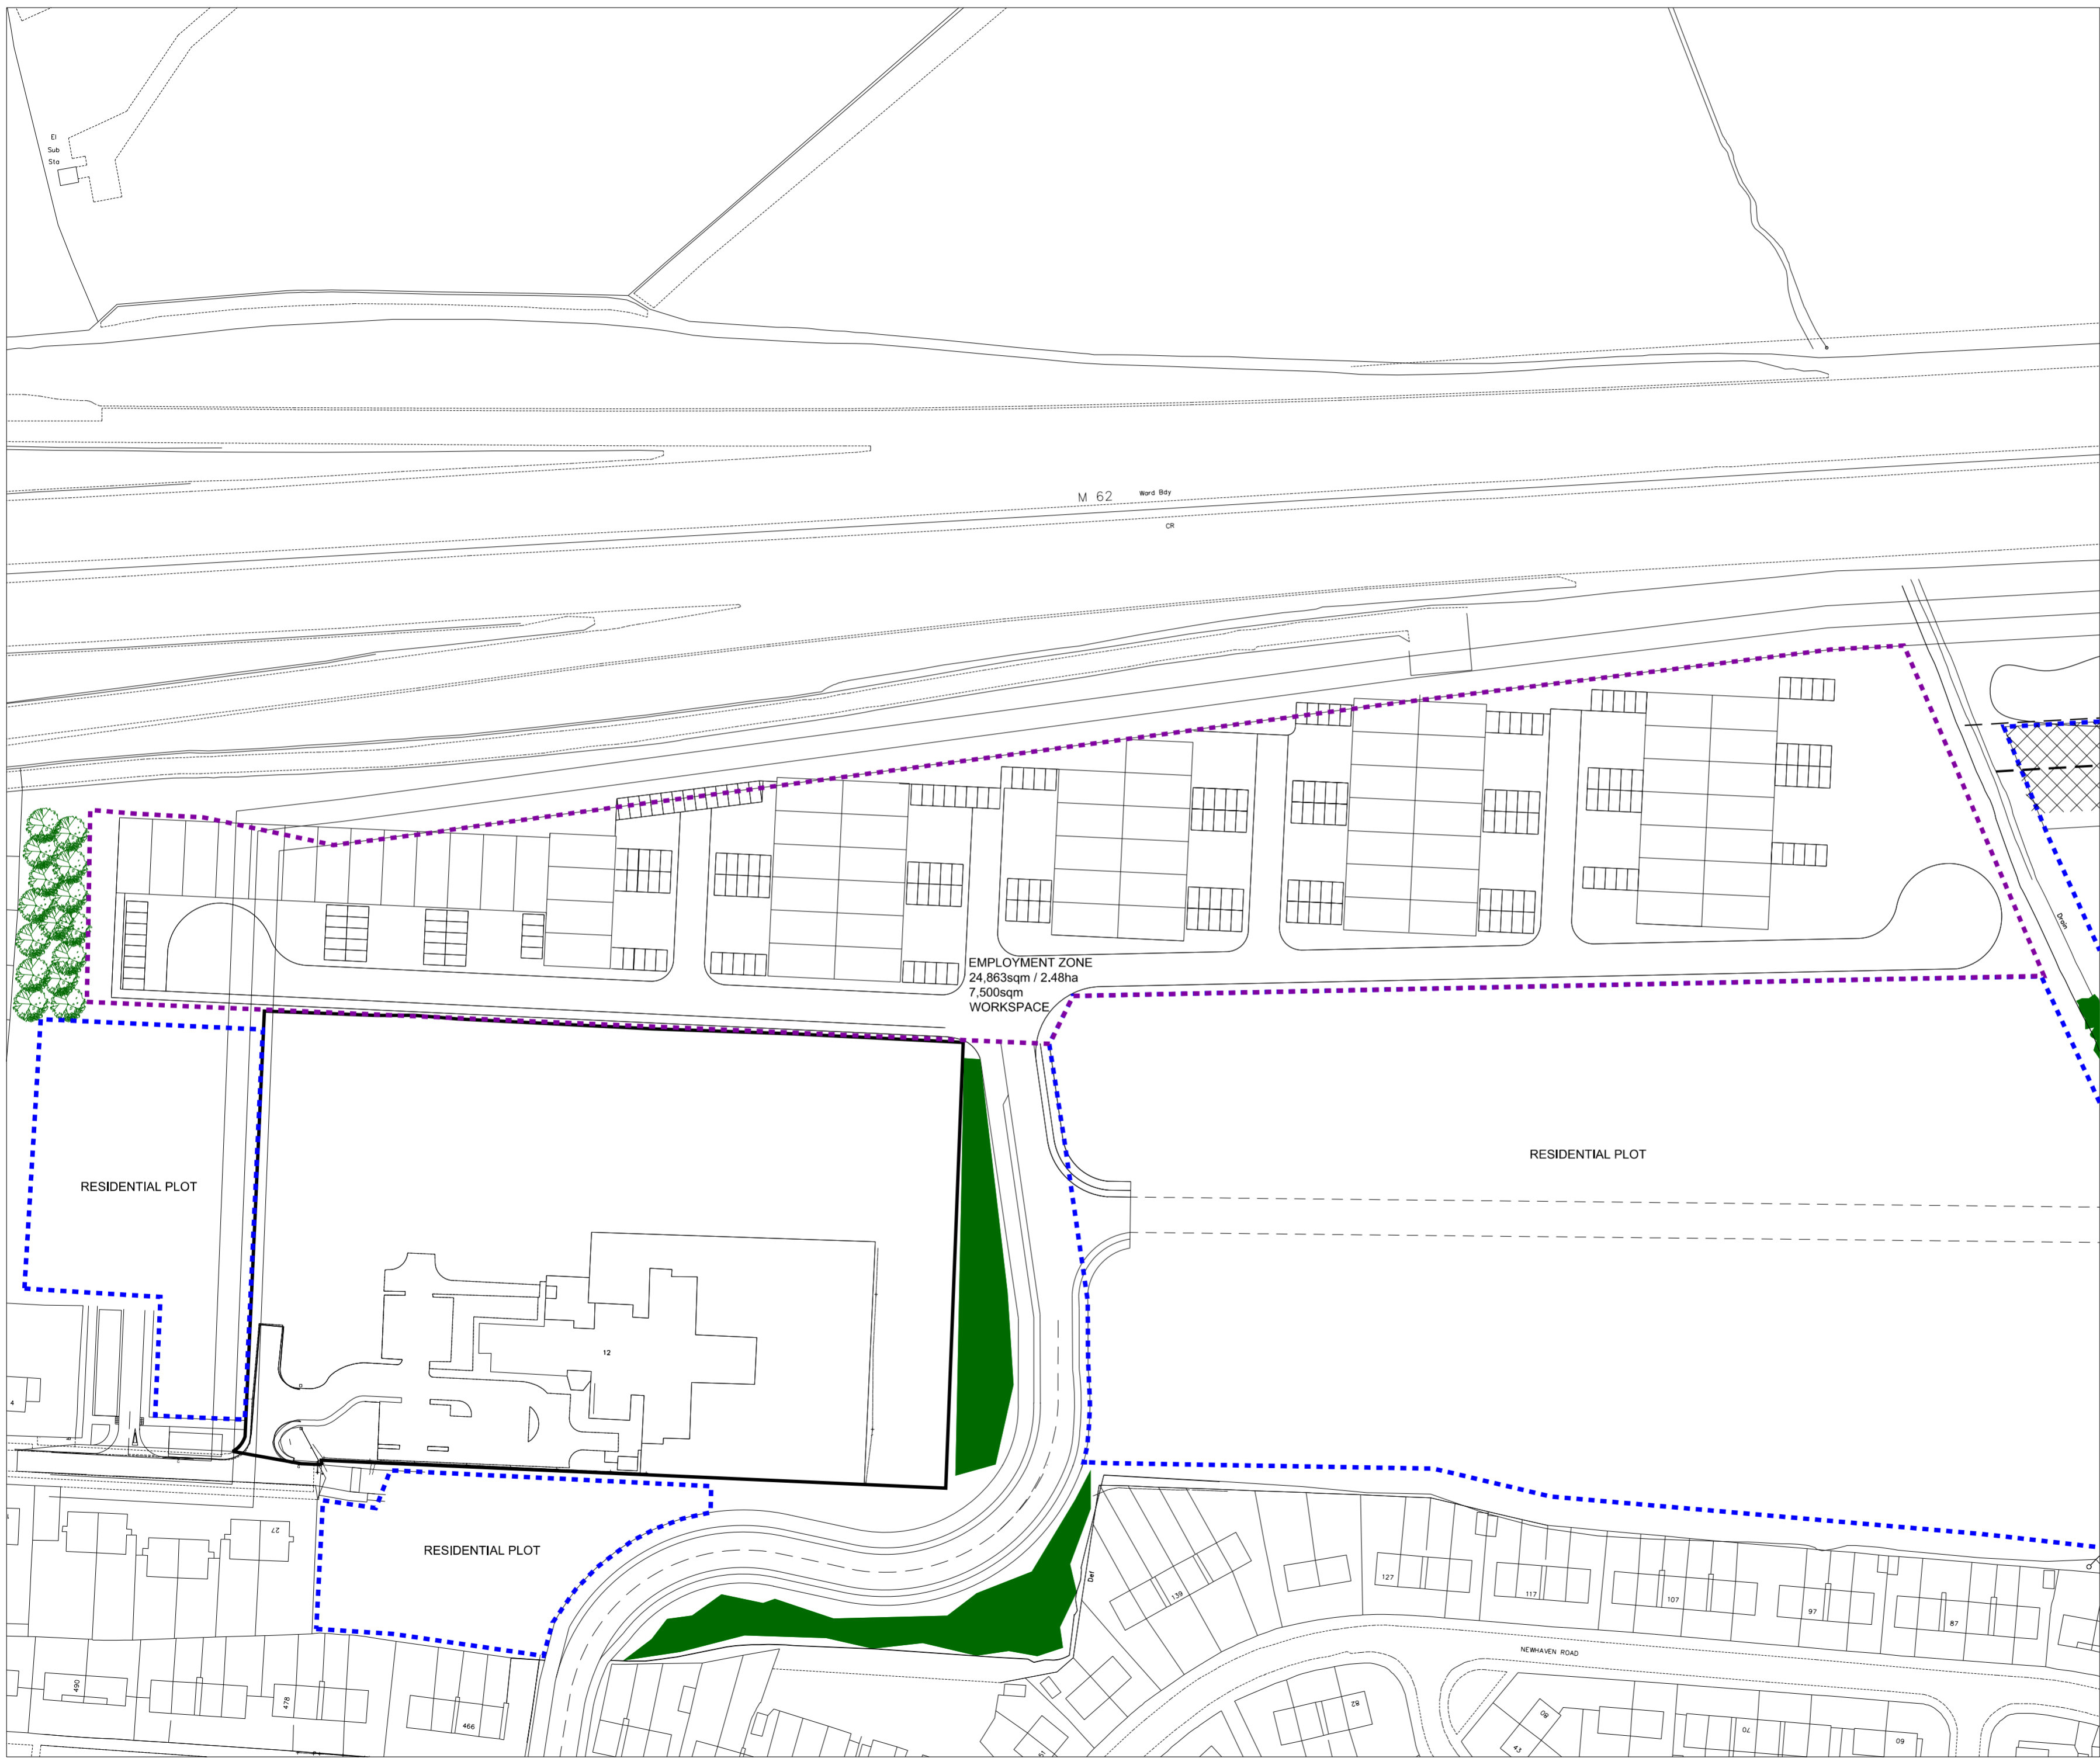 El
Sub
Sta
M 62
Ward Bdy
CR
Drain
EMPLOYMENT ZONE
24,863sqm / 2.48ha
7,500sqm
WORKSPACE
RESIDENTIAL PLOT
RESIDENTIAL PLOT
12
4
27
RESIDENTIAL PLOT
Def
139
127
117
107
97
87
NEWHAVEN ROAD
490
478
466
51
82
80
43
70
60